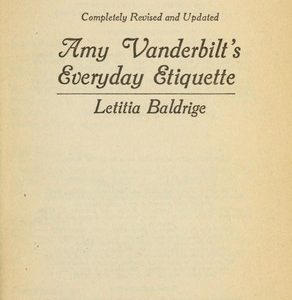 Completely Revised and Updated
Amy Vanderbilt's
Everyday Etiquette
Letitia Baldrige